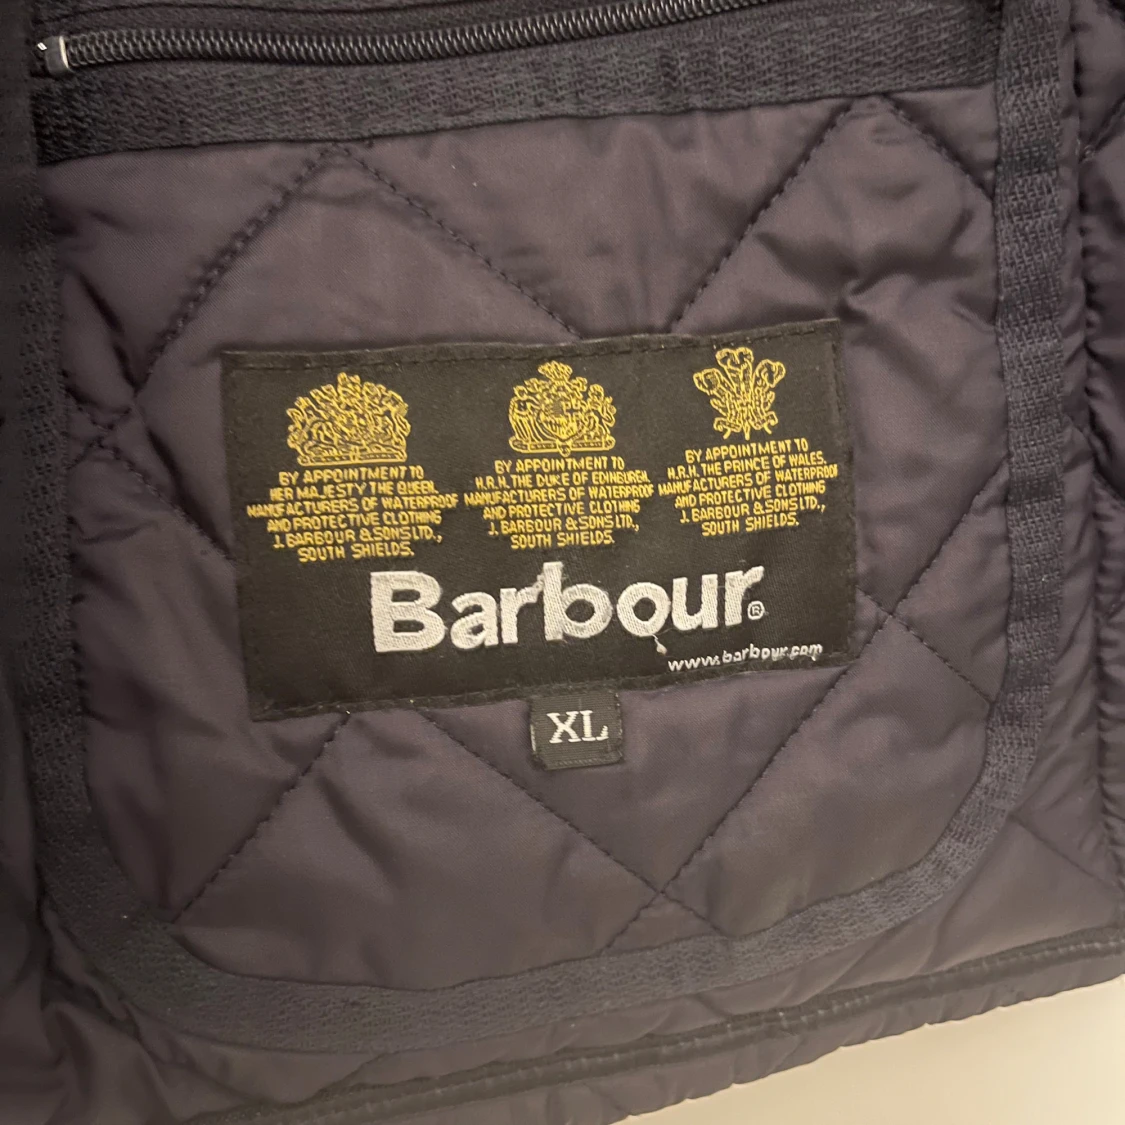 BY APPOINTMENT TO
HER MAJESTY THE QUEEN.
MANUFACTURERS OF WATERPROOF
AND PROTECTIVE CLOTHING
J. BARBOUR & SONS LTD.,
SOUTH SHIELDS.
BY APPOINTMENT TO
H.R.H. THE DUKE OF EDINBURGH,
MANUFACTURERS OF WATERPROOF
AND PROTECTIVE CLOTHING
J. BARBOUR & SONS LTD.,
SOUTH SHIELDS.
BY APPOINTMENT TO
H.R.H. THE PRINCE OF WALES.
MANUFACTURERS OF WATERPROOF
AND PROTECTIVE CLOTHING
J. BARBOUR & SONS LTD.,
SOUTH SHIELDS.
Barbour®
www.barbour.com
XL